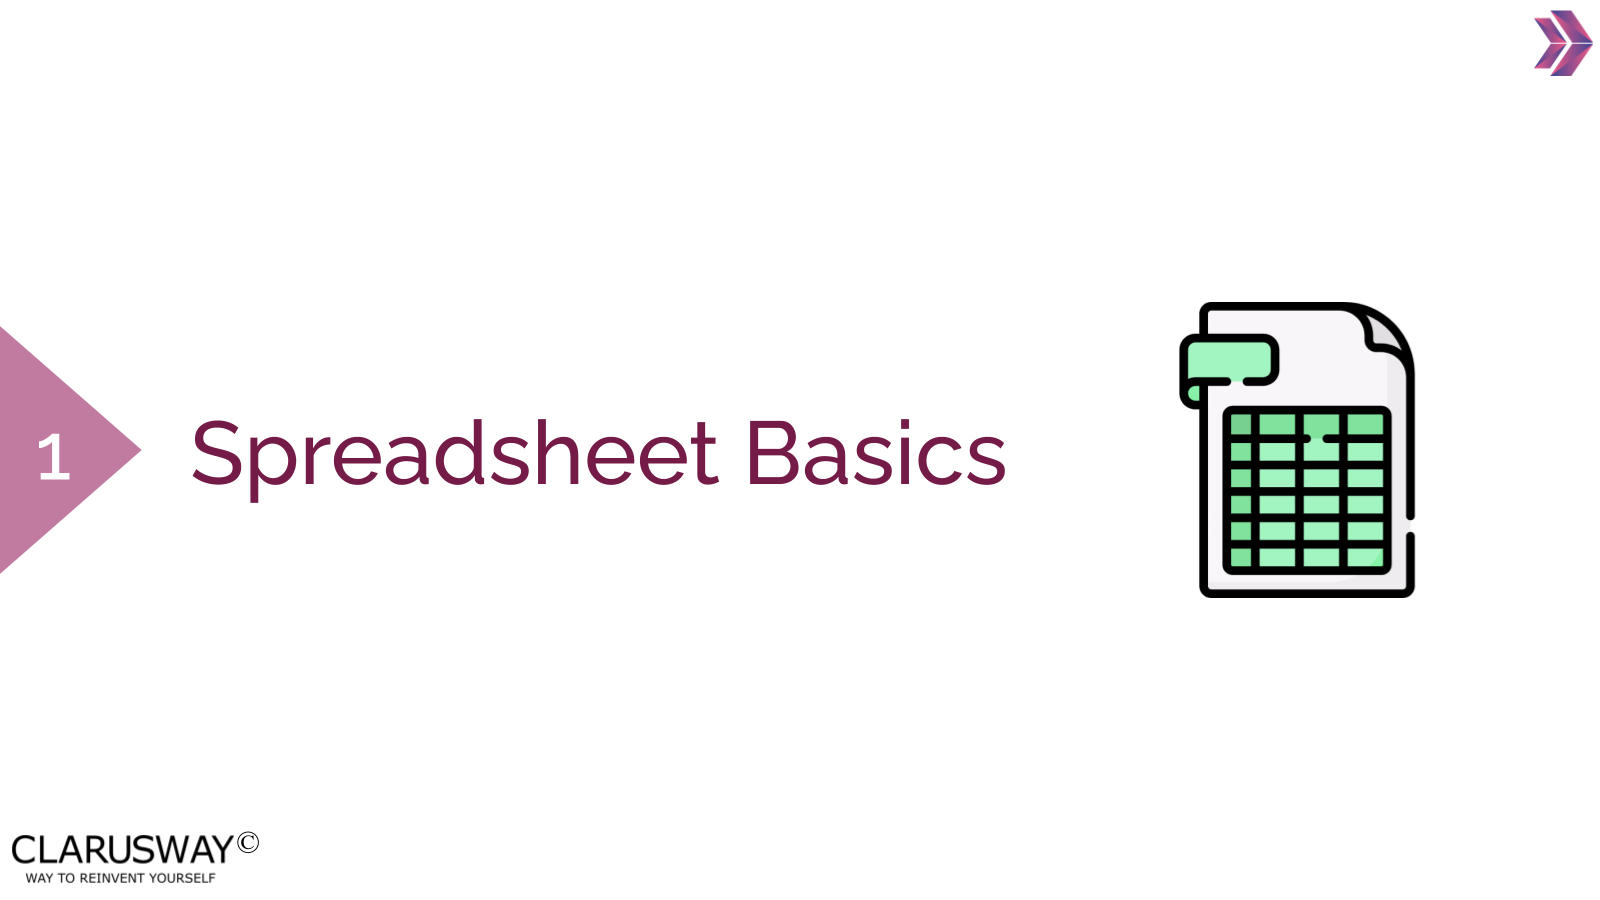 1
Spreadsheet Basics
CLARUSWAY©
WAY TO REINVENT YOURSELF